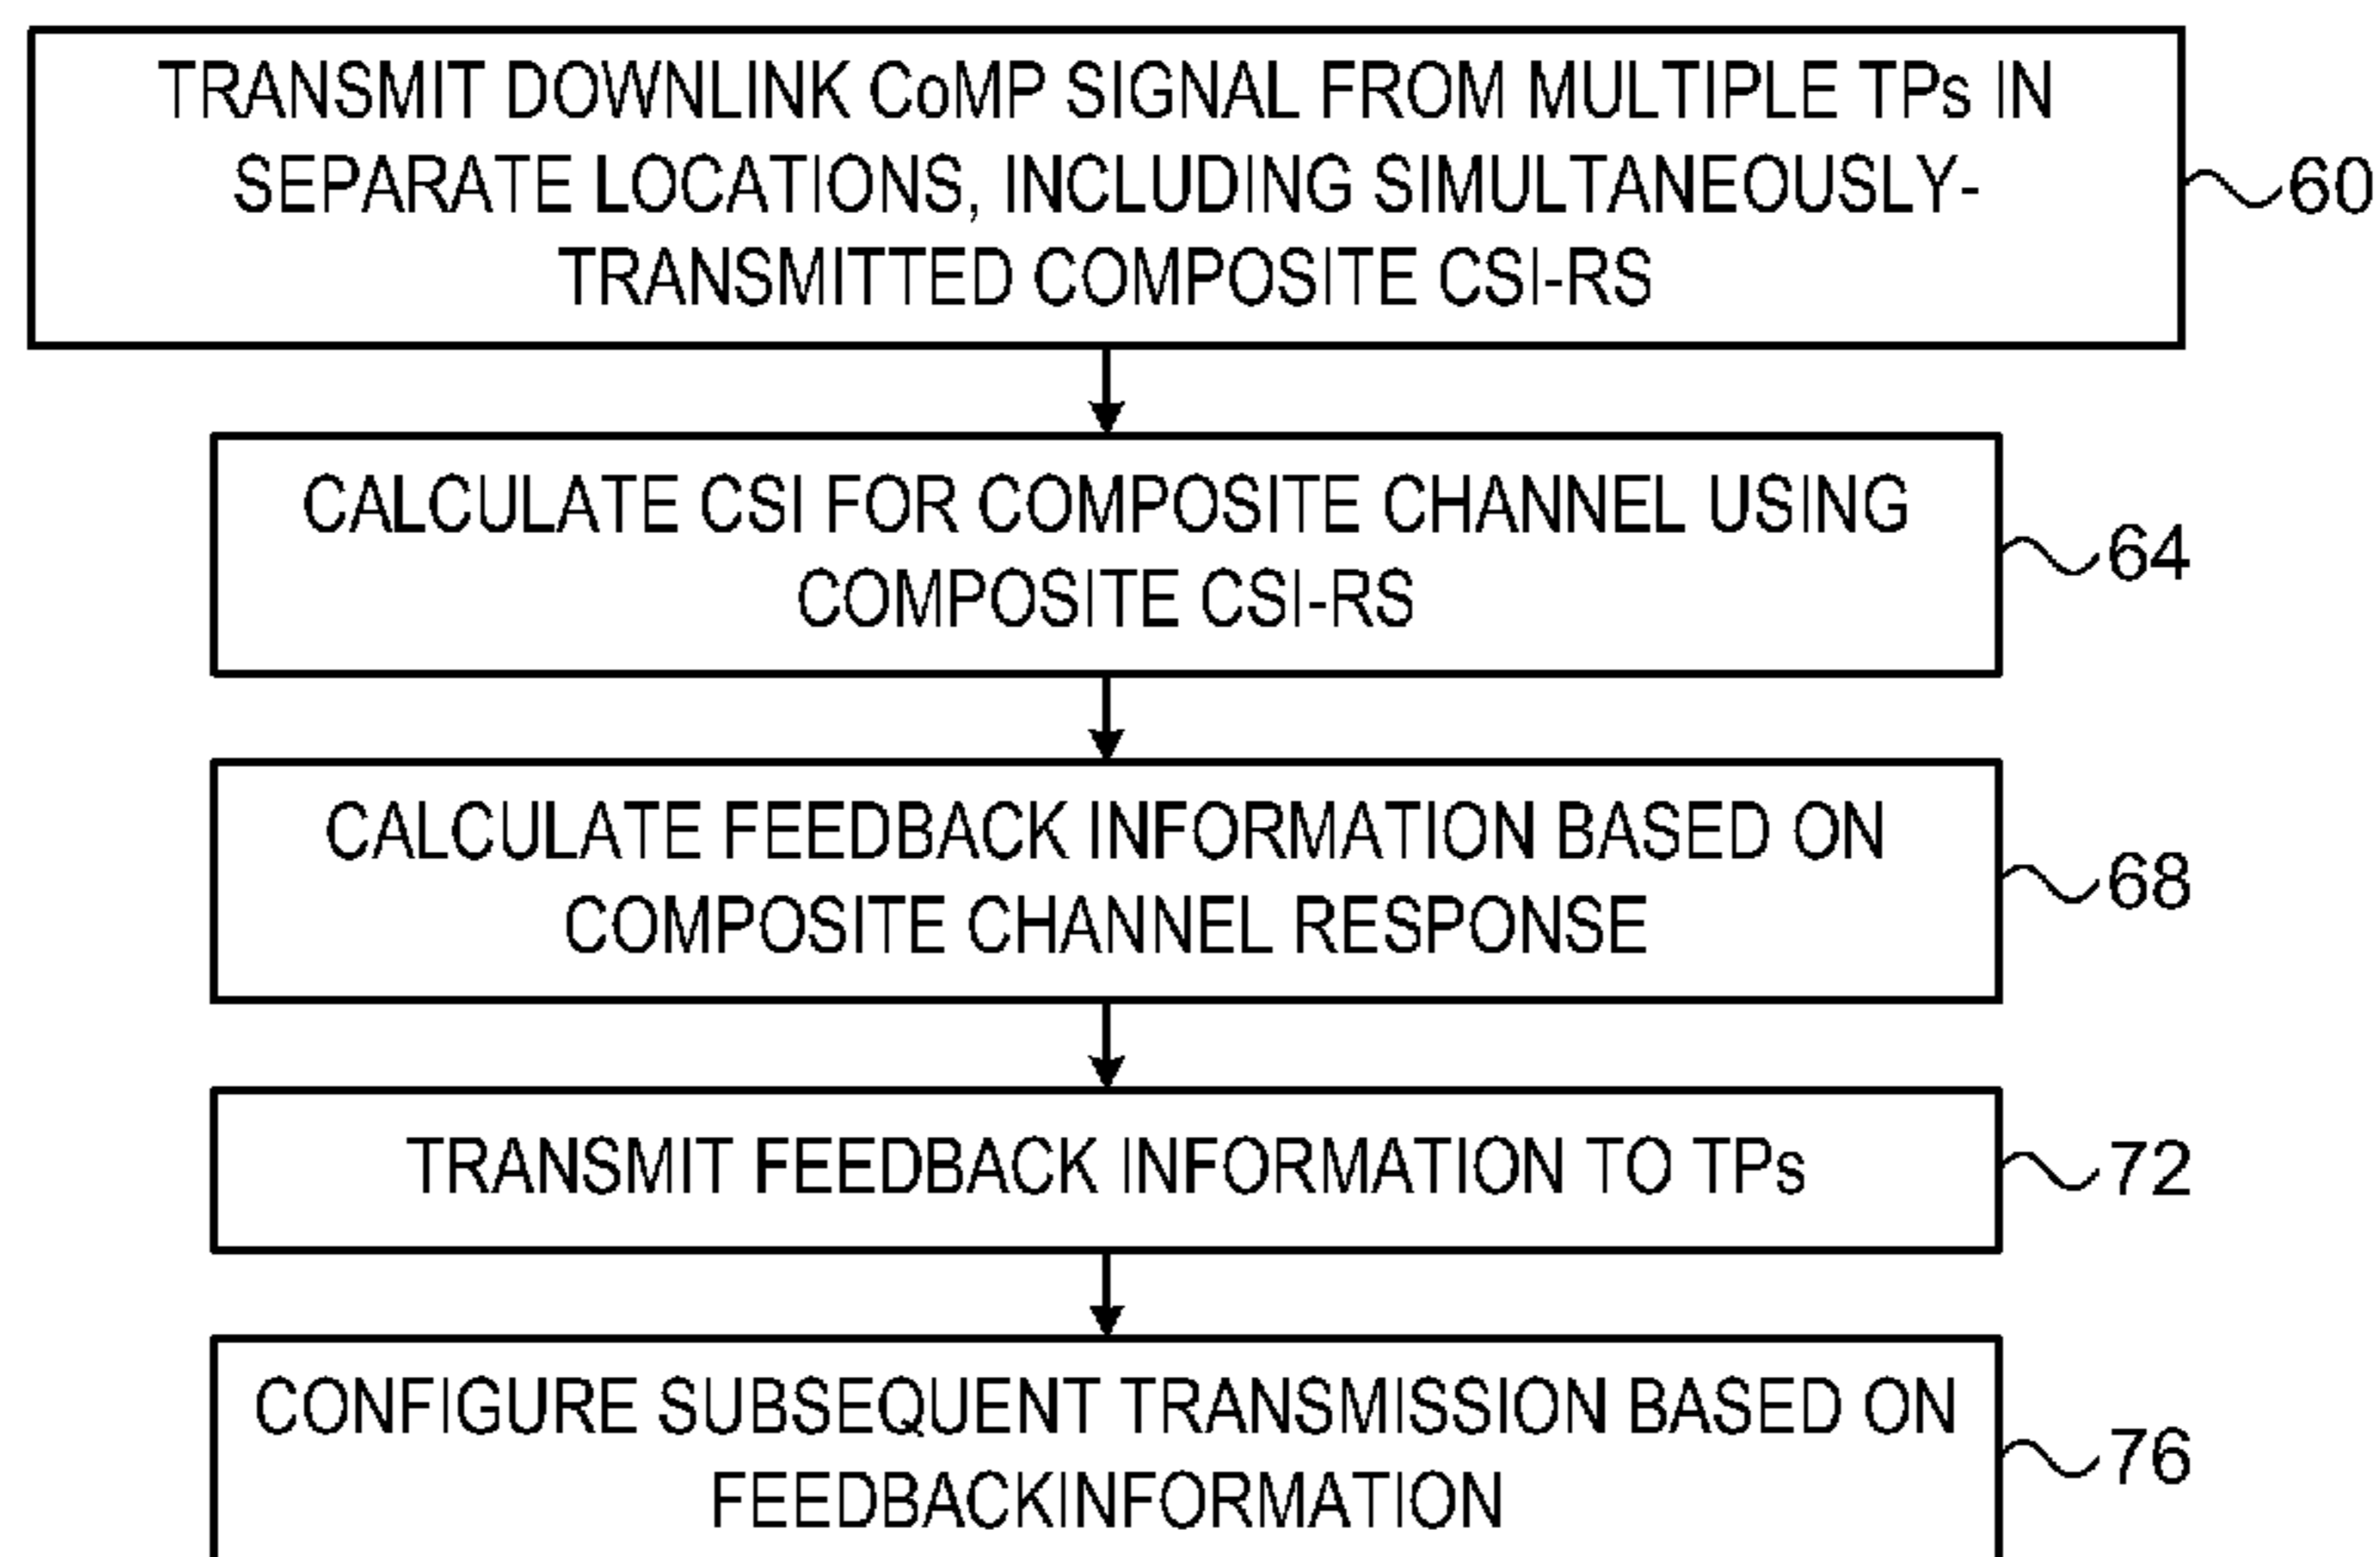 TRANSMIT DOWNLINK CoMP SIGNAL FROM MULTIPLE TPs IN
SEPARATE LOCATIONS, INCLUDING SIMULTANEOUSLY-
TRANSMITTED COMPOSITE CSI-RS
60
CALCULATE CSI FOR COMPOSITE CHANNEL USING
COMPOSITE CSI-RS
64
CALCULATE FEEDBACK INFORMATION BASED ON
COMPOSITE CHANNEL RESPONSE
68
TRANSMIT FEEDBACK INFORMATION TO TPs
72
CONFIGURE SUBSEQUENT TRANSMISSION BASED ON
FEEDBACKINFORMATION
76